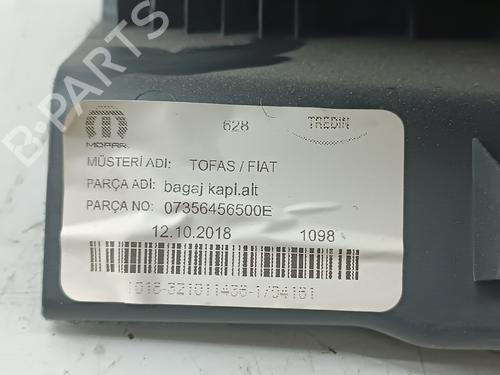 B-PARTS
628
TREDIN
MOPAR
MÜSTERİ ADI: TOFAS / FIAT
PARÇA ADI: bagaj kapl.alt
PARÇA NO: 07356456500E
12.10.2018 1098